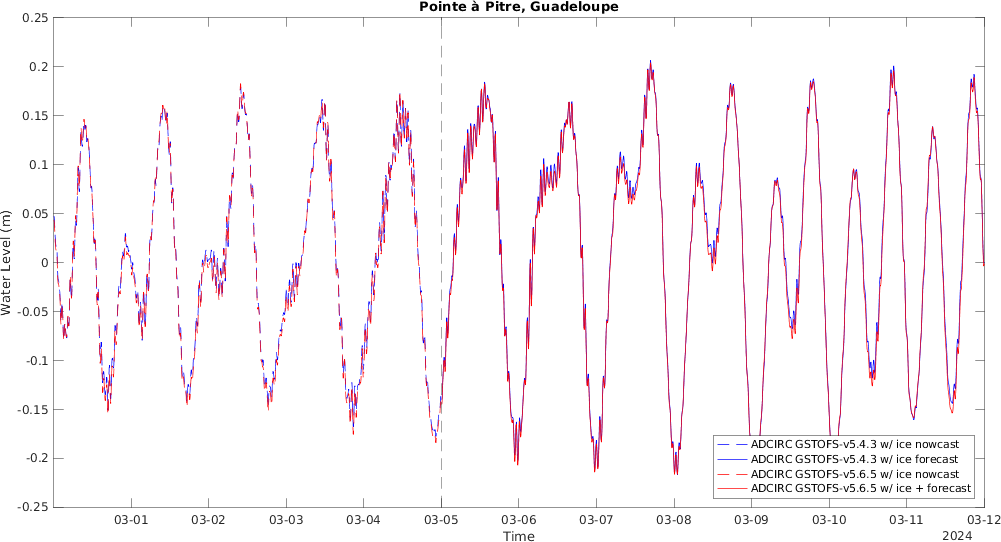 Pointe à Pitre, Guadeloupe
0.25
0.2
0.15
0.1
0.05
0
-0.05
-0.1
-0.15
-0.2
-0.25
Water Level (m)
ADCIRC GSTOFS-v5.4.3 w/ ice nowcast
ADCIRC GSTOFS-v5.4.3 w/ ice forecast
ADCIRC GSTOFS-v5.6.5 w/ ice nowcast
ADCIRC GSTOFS-v5.6.5 w/ ice + forecast
03-01 03-02 03-03 03-04 03-05 03-06 03-07 03-08 03-09 03-10 03-11 03-12
Time
2024